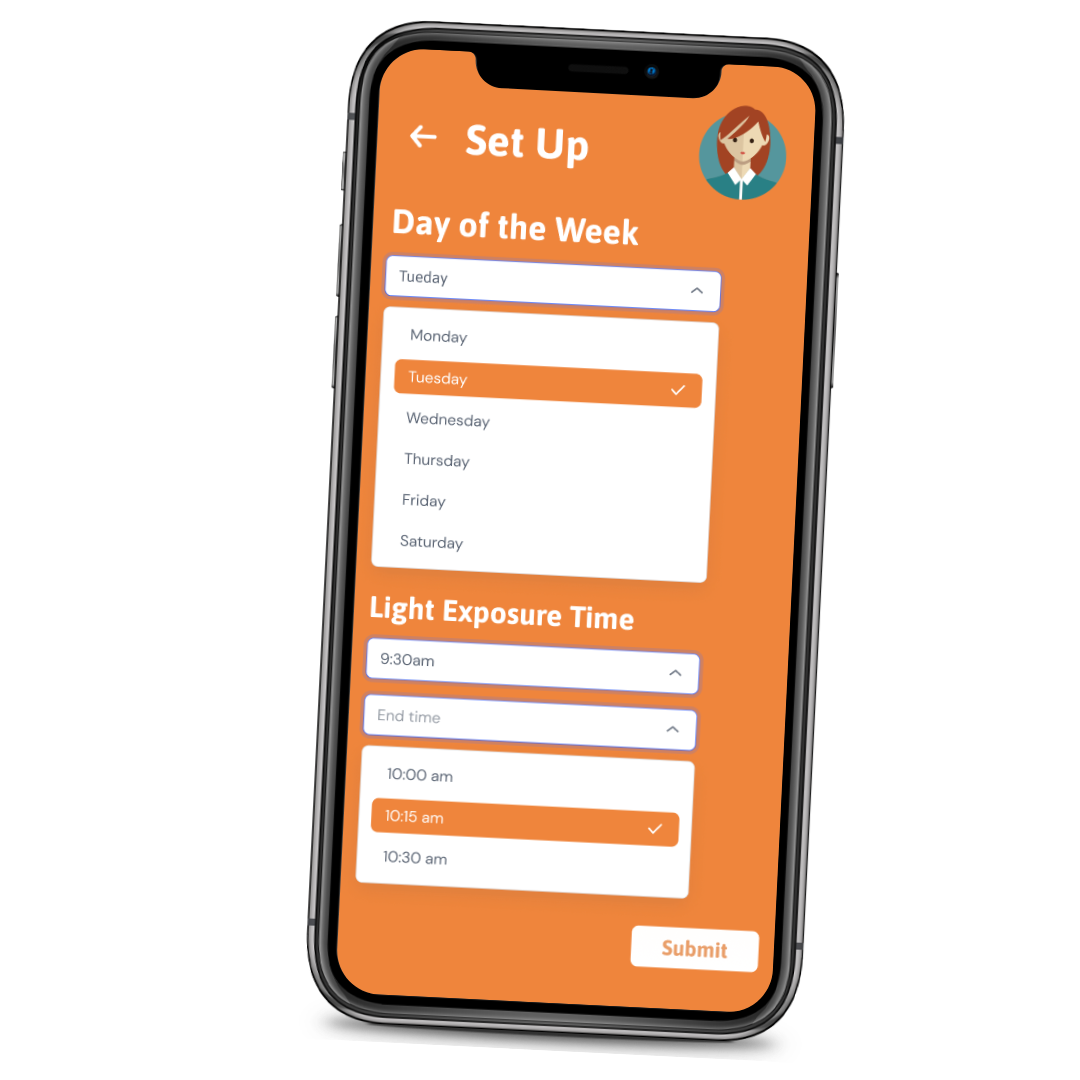 Set Up
Day of the Week
Tueday
Monday
Tuesday
Wednesday
Thursday
Friday
Saturday
Light Exposure Time
9:30am
End time
10:00 am
10:15 am
10:30 am
Submit